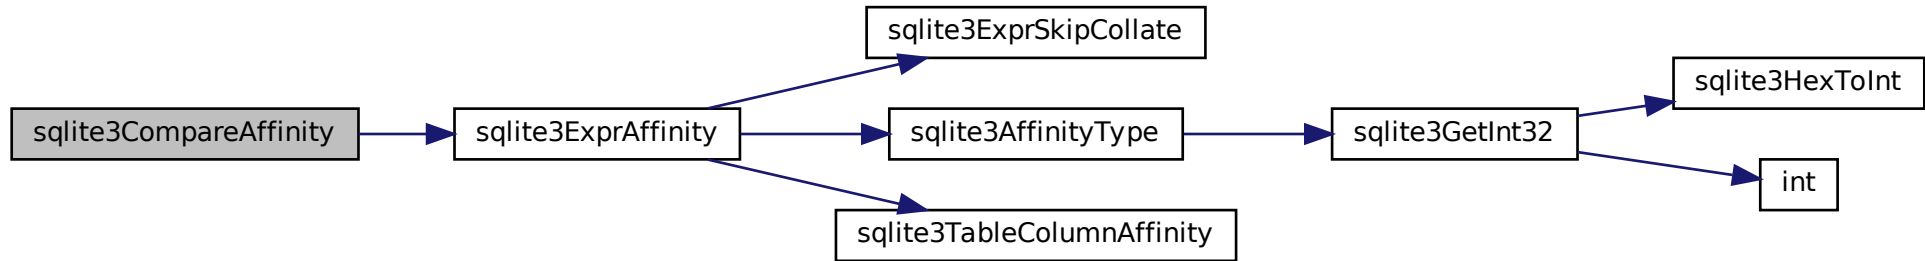 sqlite3CompareAffinity
sqlite3ExprAffinity
sqlite3ExprSkipCollate
sqlite3AffinityType
sqlite3TableColumnAffinity
sqlite3GetInt32
sqlite3HexToInt
int